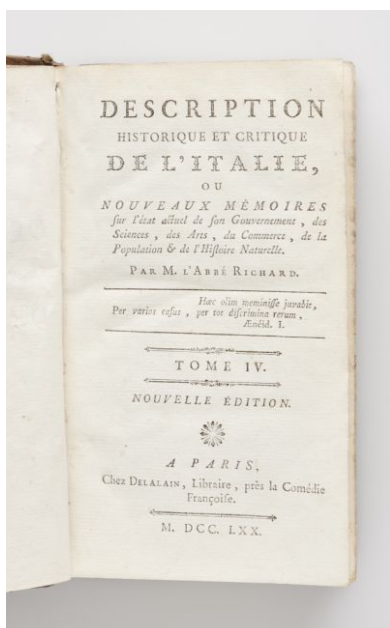 DESCRIPTION
HISTORIQUE ET CRITIQUE
DE L'ITALIE,
OU
NOUVEAUX MÉMOIRES
ſur l'état actuel de ſon Gouvernement, des
Sciences, des Arts, du Commerce, de la
Population & de l'Hiſtoire Naturelle.
PAR M. L'ABBÉ RICHARD.
Hæc olim meminiſſe juvabit,
Per varios caſus, per tot diſcrimina rerum,
Æneid. I.
TOME IV.
NOUVELLE ÉDITION.
A PARIS,
Chez DELALAIN, Libraire, près la Comédie
Françoiſe.
M. DCC. LXX.